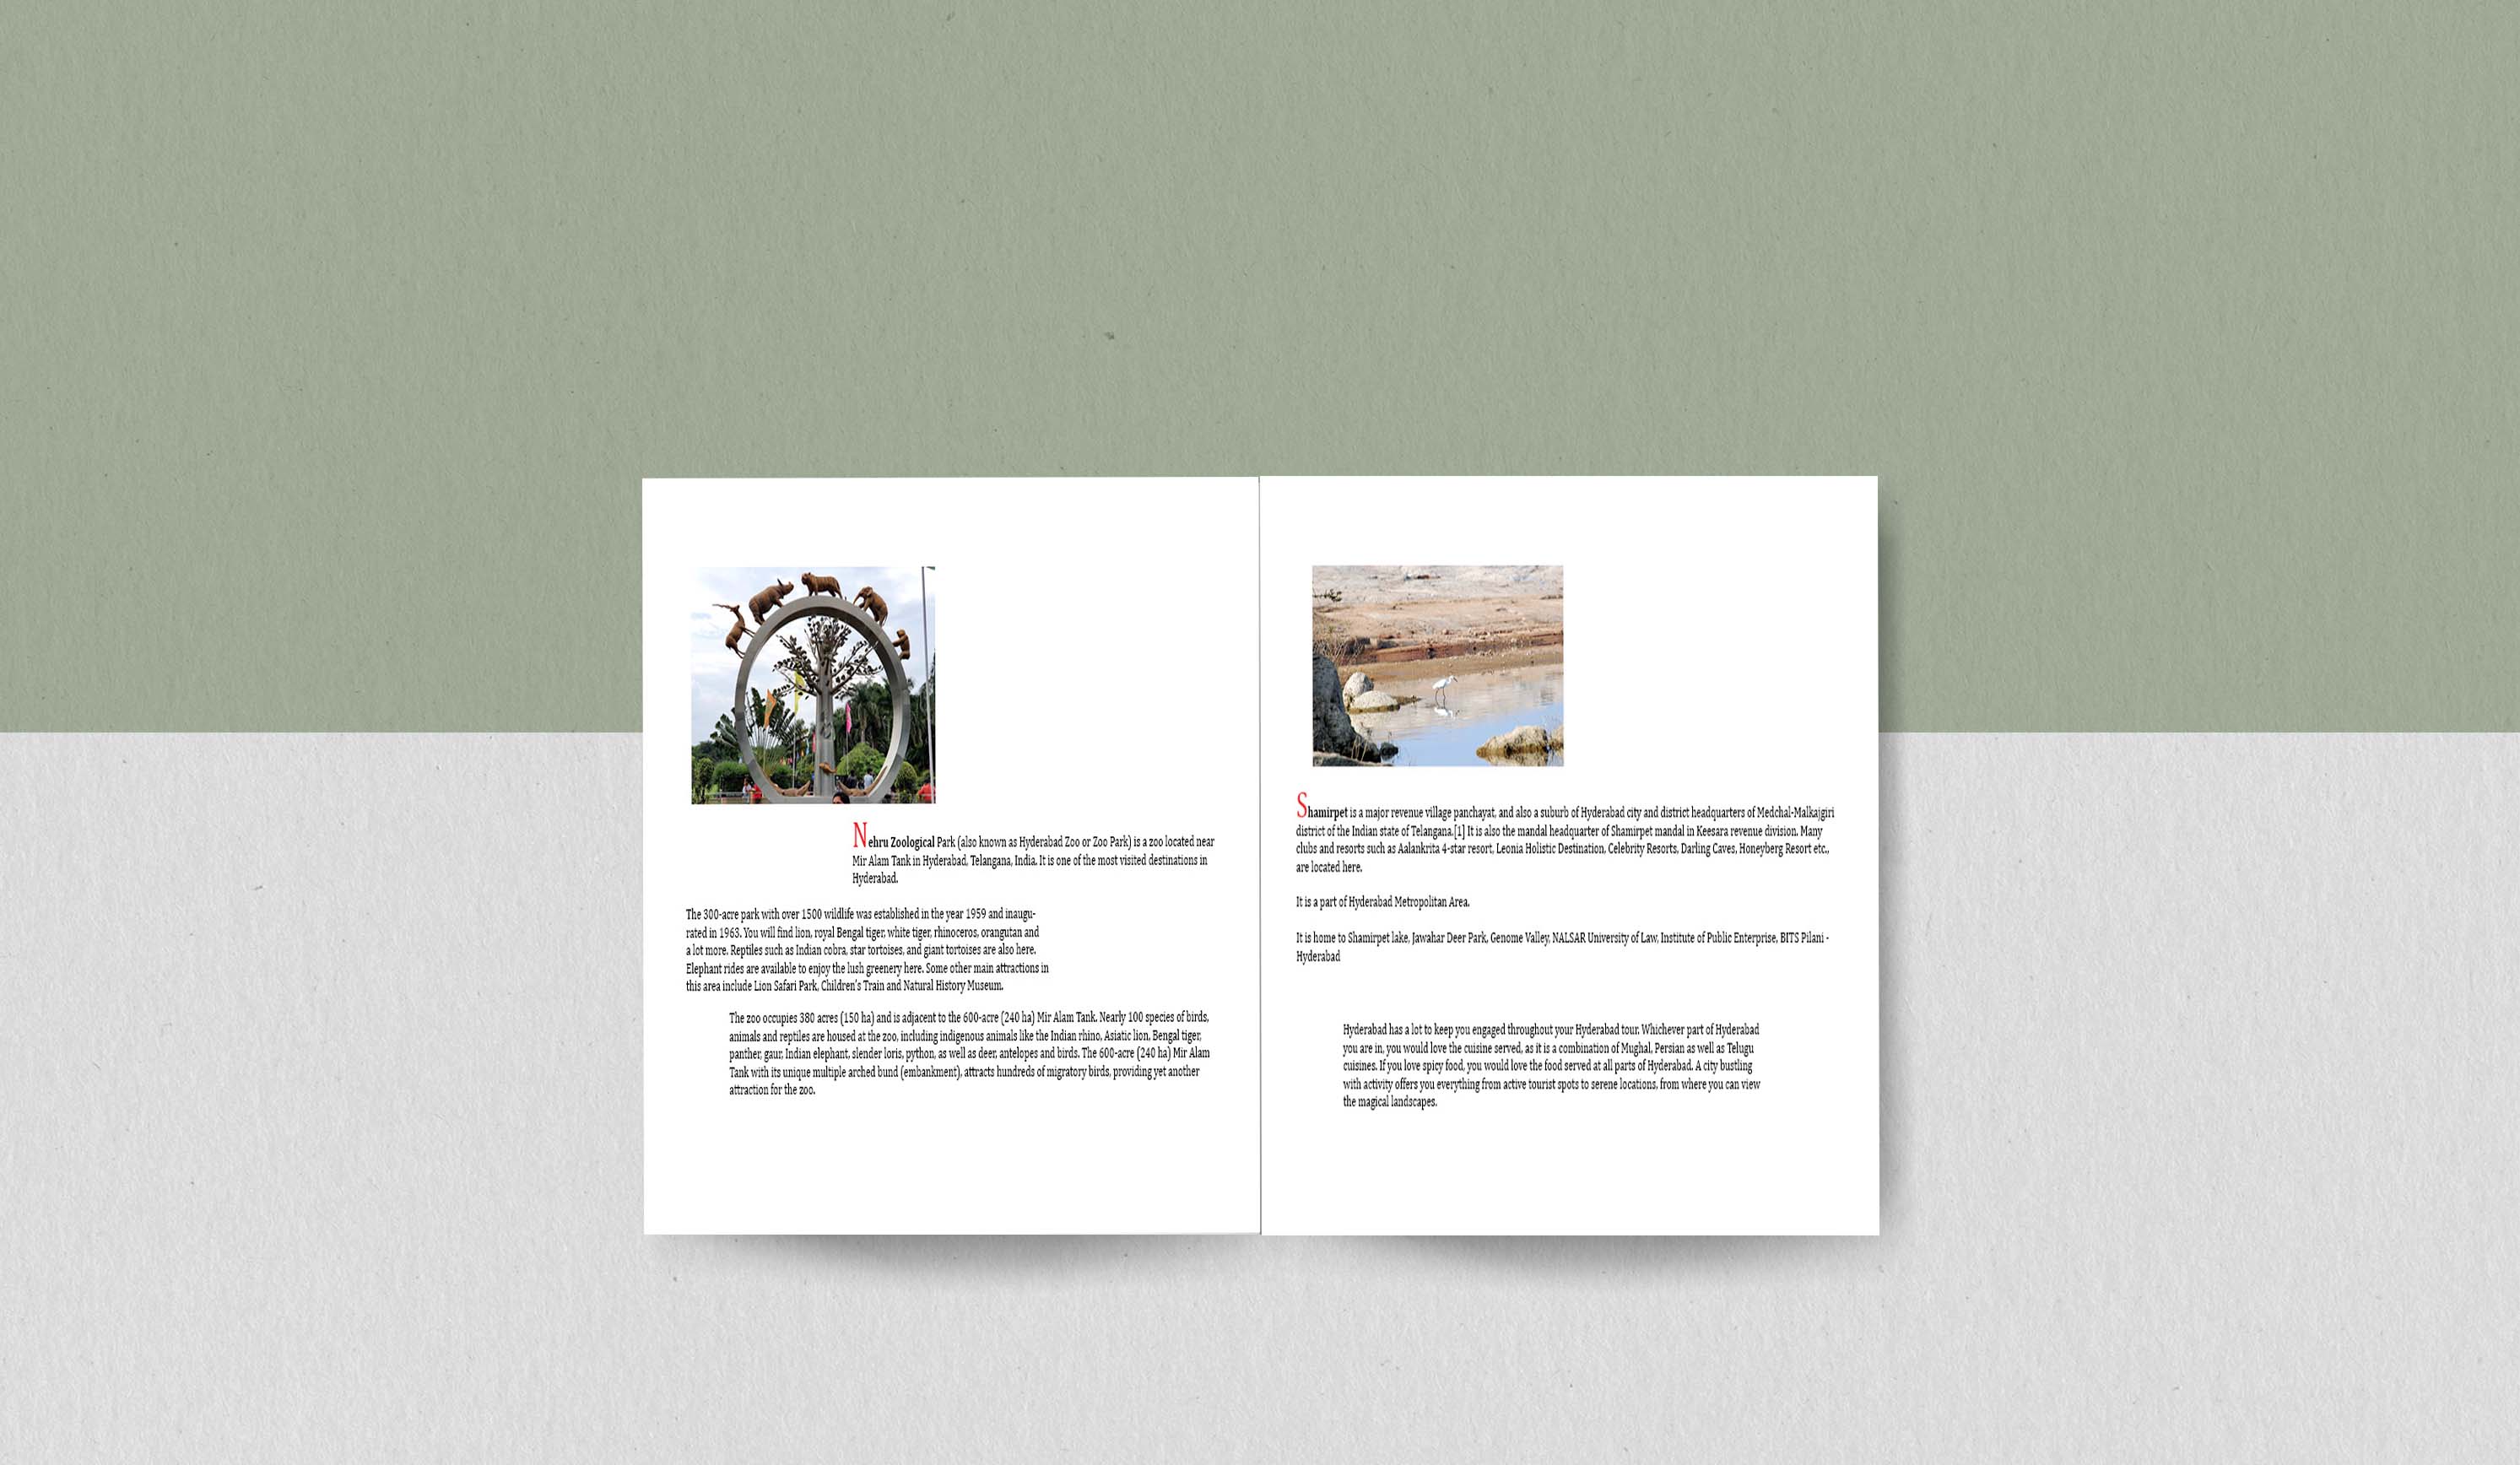 Nehru Zoological Park (also known as Hyderabad Zoo or Zoo Park) is a zoo located near
Mir Alam Tank in Hyderabad, Telangana, India. It is one of the most visited destinations in
Hyderabad.
The 300-acre park with over 1500 wildlife was established in the year 1959 and inaugu-
rated in 1963. You will find lion, royal Bengal tiger, white tiger, rhinoceros, orangutan and
a lot more. Reptiles such as Indian cobra, star tortoises, and giant tortoises are also here.
Elephant rides are available to enjoy the lush greenery here. Some other main attractions in
this area include Lion Safari Park, Children's Train and Natural History Museum.
The zoo occupies 380 acres (150 ha) and is adjacent to the 600-acre (240 ha) Mir Alam Tank. Nearly 100 species of birds,
animals and reptiles are housed at the zoo, including indigenous animals like the Indian rhino, Asiatic lion, Bengal tiger,
panther, gaur, Indian elephant, slender loris, python, as well as deer, antelopes and birds. The 600-acre (240 ha) Mir Alam
Tank with its unique multiple arched bund (embankment), attracts hundreds of migratory birds, providing yet another
attraction for the zoo.
Shamirpet is a major revenue village panchayat, and also a suburb of Hyderabad city and district headquarters of Medchal-Malkajgiri
district of the Indian state of Telangana.[1] It is also the mandal headquarter of Shamirpet mandal in Keesara revenue division. Many
clubs and resorts such as Aalankrita 4-star resort, Leonia Holistic Destination, Celebrity Resorts, Darling Caves, Honeyberg Resort etc.,
are located here.
It is a part of Hyderabad Metropolitan Area.
It is home to Shamirpet lake, Jawahar Deer Park, Genome Valley, NALSAR University of Law, Institute of Public Enterprise, BITS Pilani -
Hyderabad
Hyderabad has a lot to keep you engaged throughout your Hyderabad tour. Whichever part of Hyderabad
you are in, you would love the cuisine served, as it is a combination of Mughal, Persian as well as Telugu
cuisines. If you love spicy food, you would love the food served at all parts of Hyderabad. A city bustling
with activity offers you everything from active tourist spots to serene locations, from where you can view
the magical landscapes.